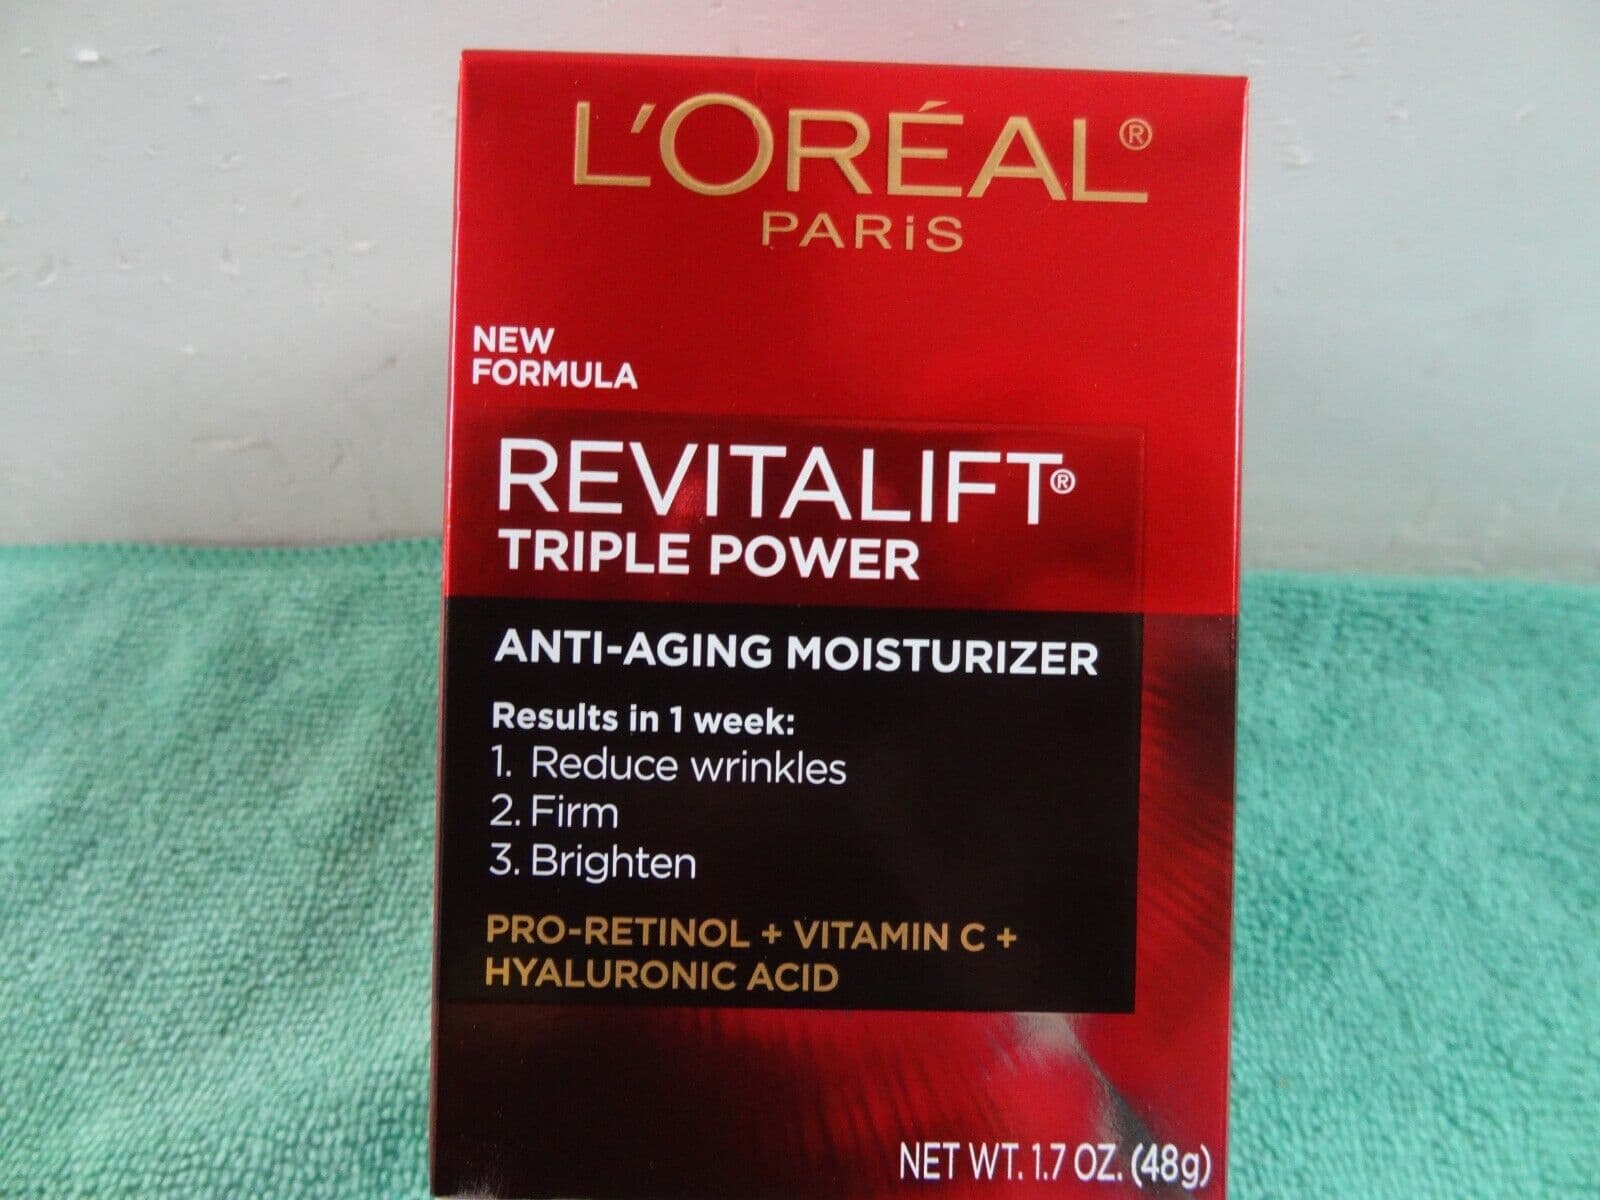 L'ORÉAL®
PARiS
NEW
FORMULA
REVITALIFT®
TRIPLE POWER
ANTI-AGING MOISTURIZER
Results in 1 week:
1. Reduce wrinkles
2. Firm
3. Brighten
PRO-RETINOL + VITAMIN C +
HYALURONIC ACID
NET WT. 1.7 OZ. (48g)